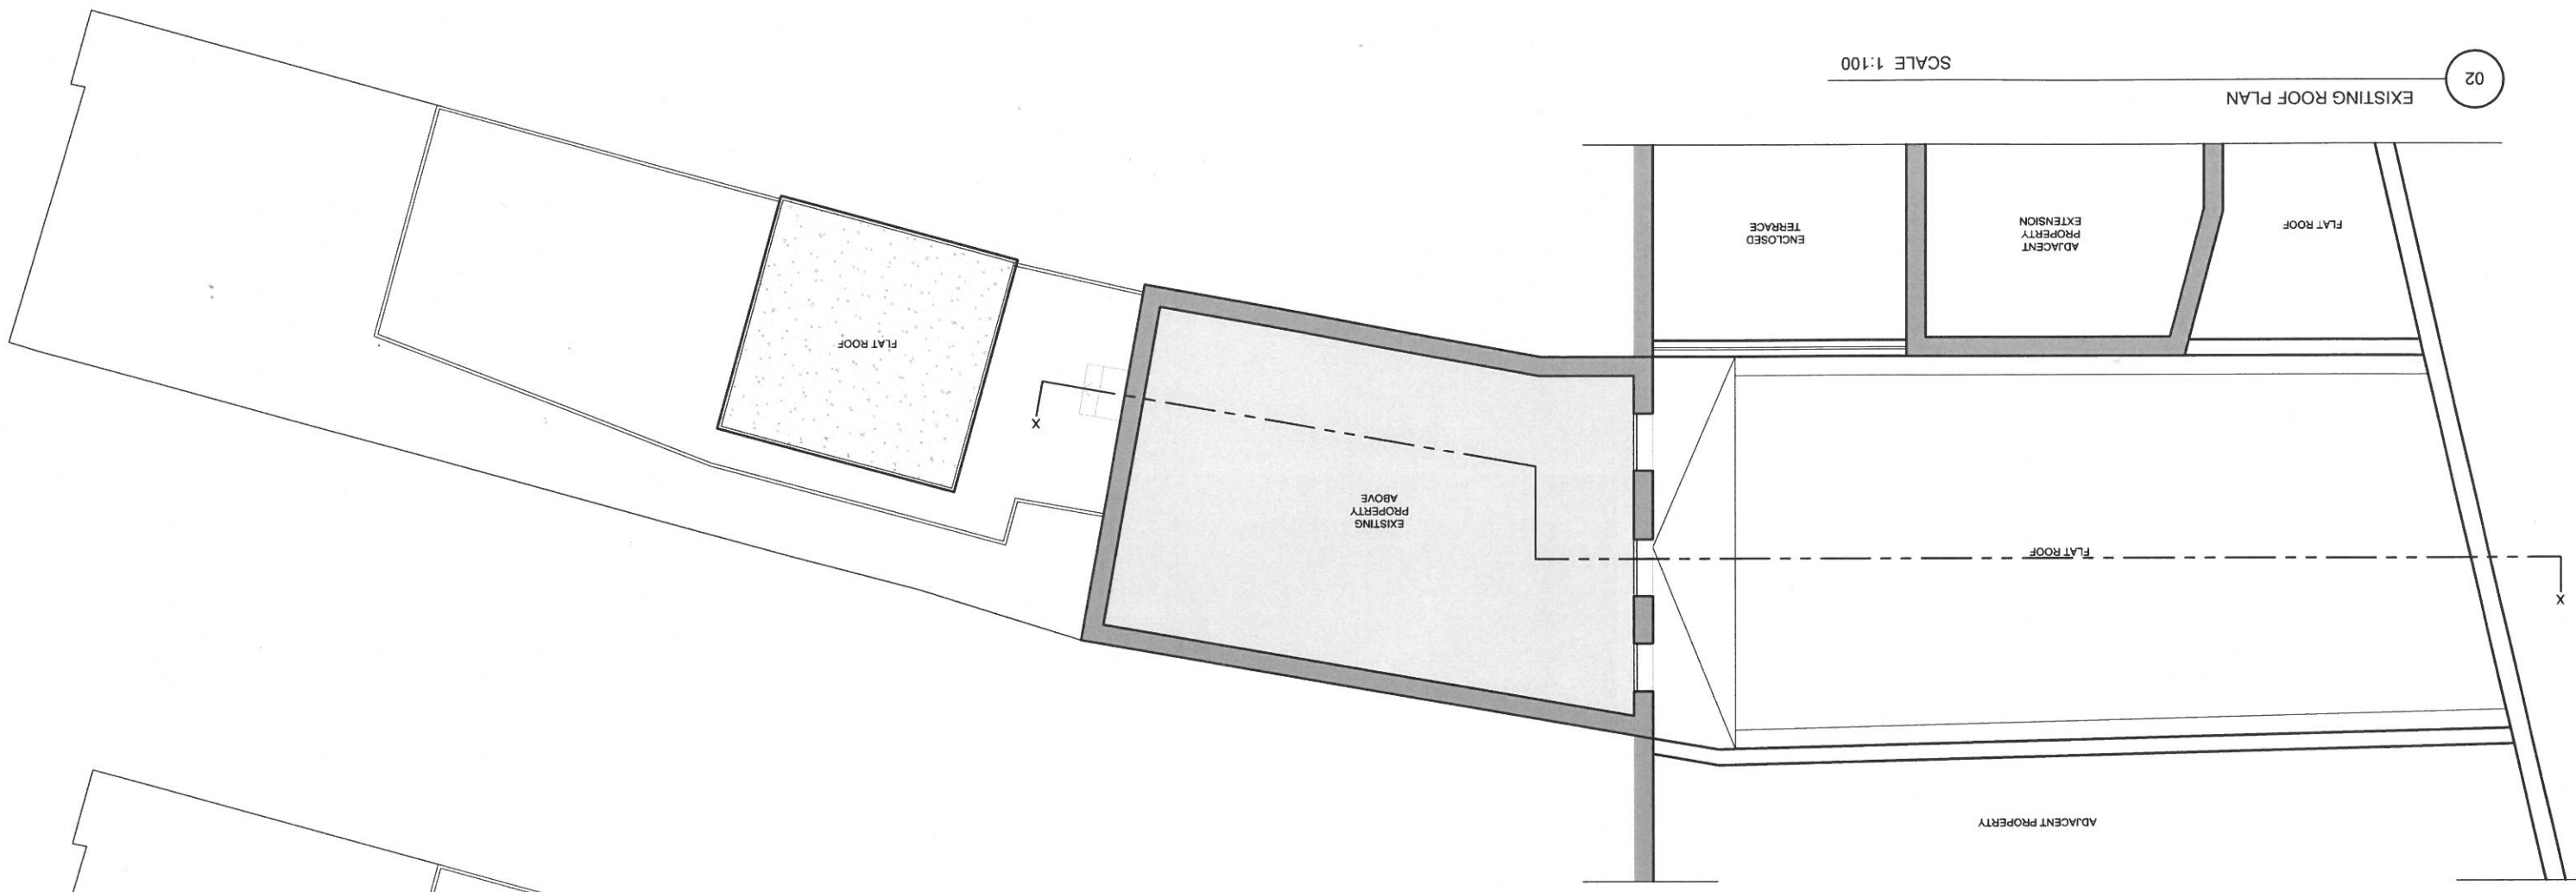 ADJACENT PROPERTY
X
FLAT ROOF
EXISTING
PROPERTY
ABOVE
X
FLAT ROOF
FLAT ROOF
ADJACENT
PROPERTY
EXTENSION
ENCLOSED
TERRACE
02
EXISTING ROOF PLAN
SCALE 1:100